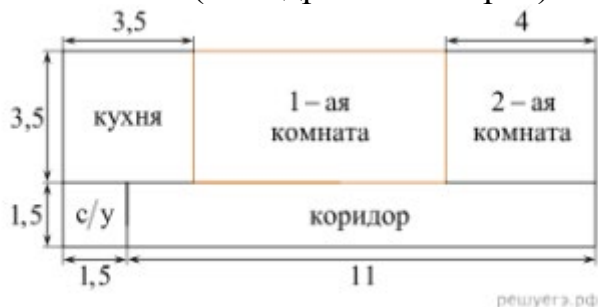 3,5
4
3,5
кухня
1 – ая
комната
2 – ая
комната
1,5
с/у
коридор
1,5
11
решуегэ.рф